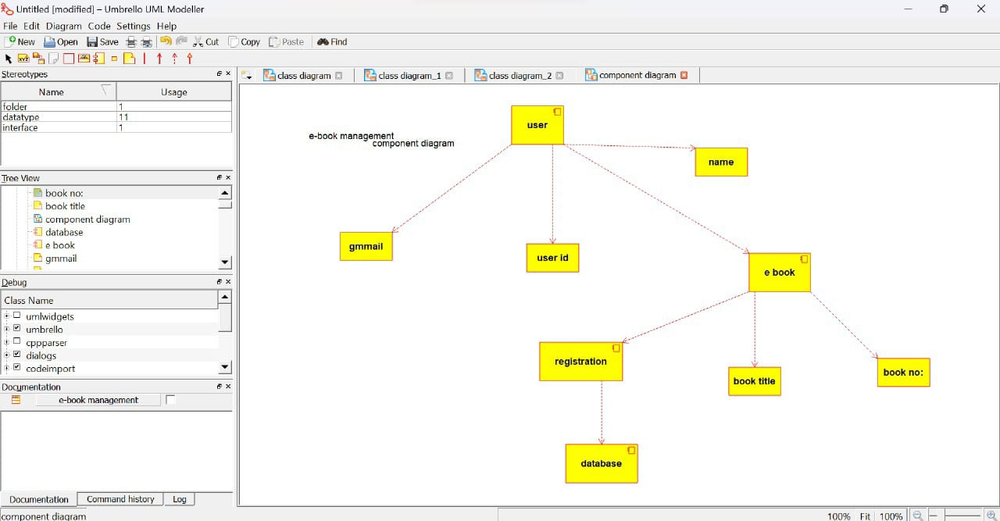 Untitled [modified] – Umbrello UML Modeller
File Edit Diagram Code Settings Help
New Open Save Cut Copy Paste Find
Stereotypes
Name Usage
folder 1
datatype 11
interface 1
Tree View
book no:
book title
component diagram
database
e book
gmmail
Debug
Class Name
umlwidgets
umbrello
cppparser
dialogs
codeimport
Documentation
e-book management
Documentation Command history Log
component diagram
class diagram class diagram_1 class diagram_2 component diagram
user
e-book management
component diagram
name
gmmail
user id
e book
registration
book title
book no:
database
100% Fit 100%